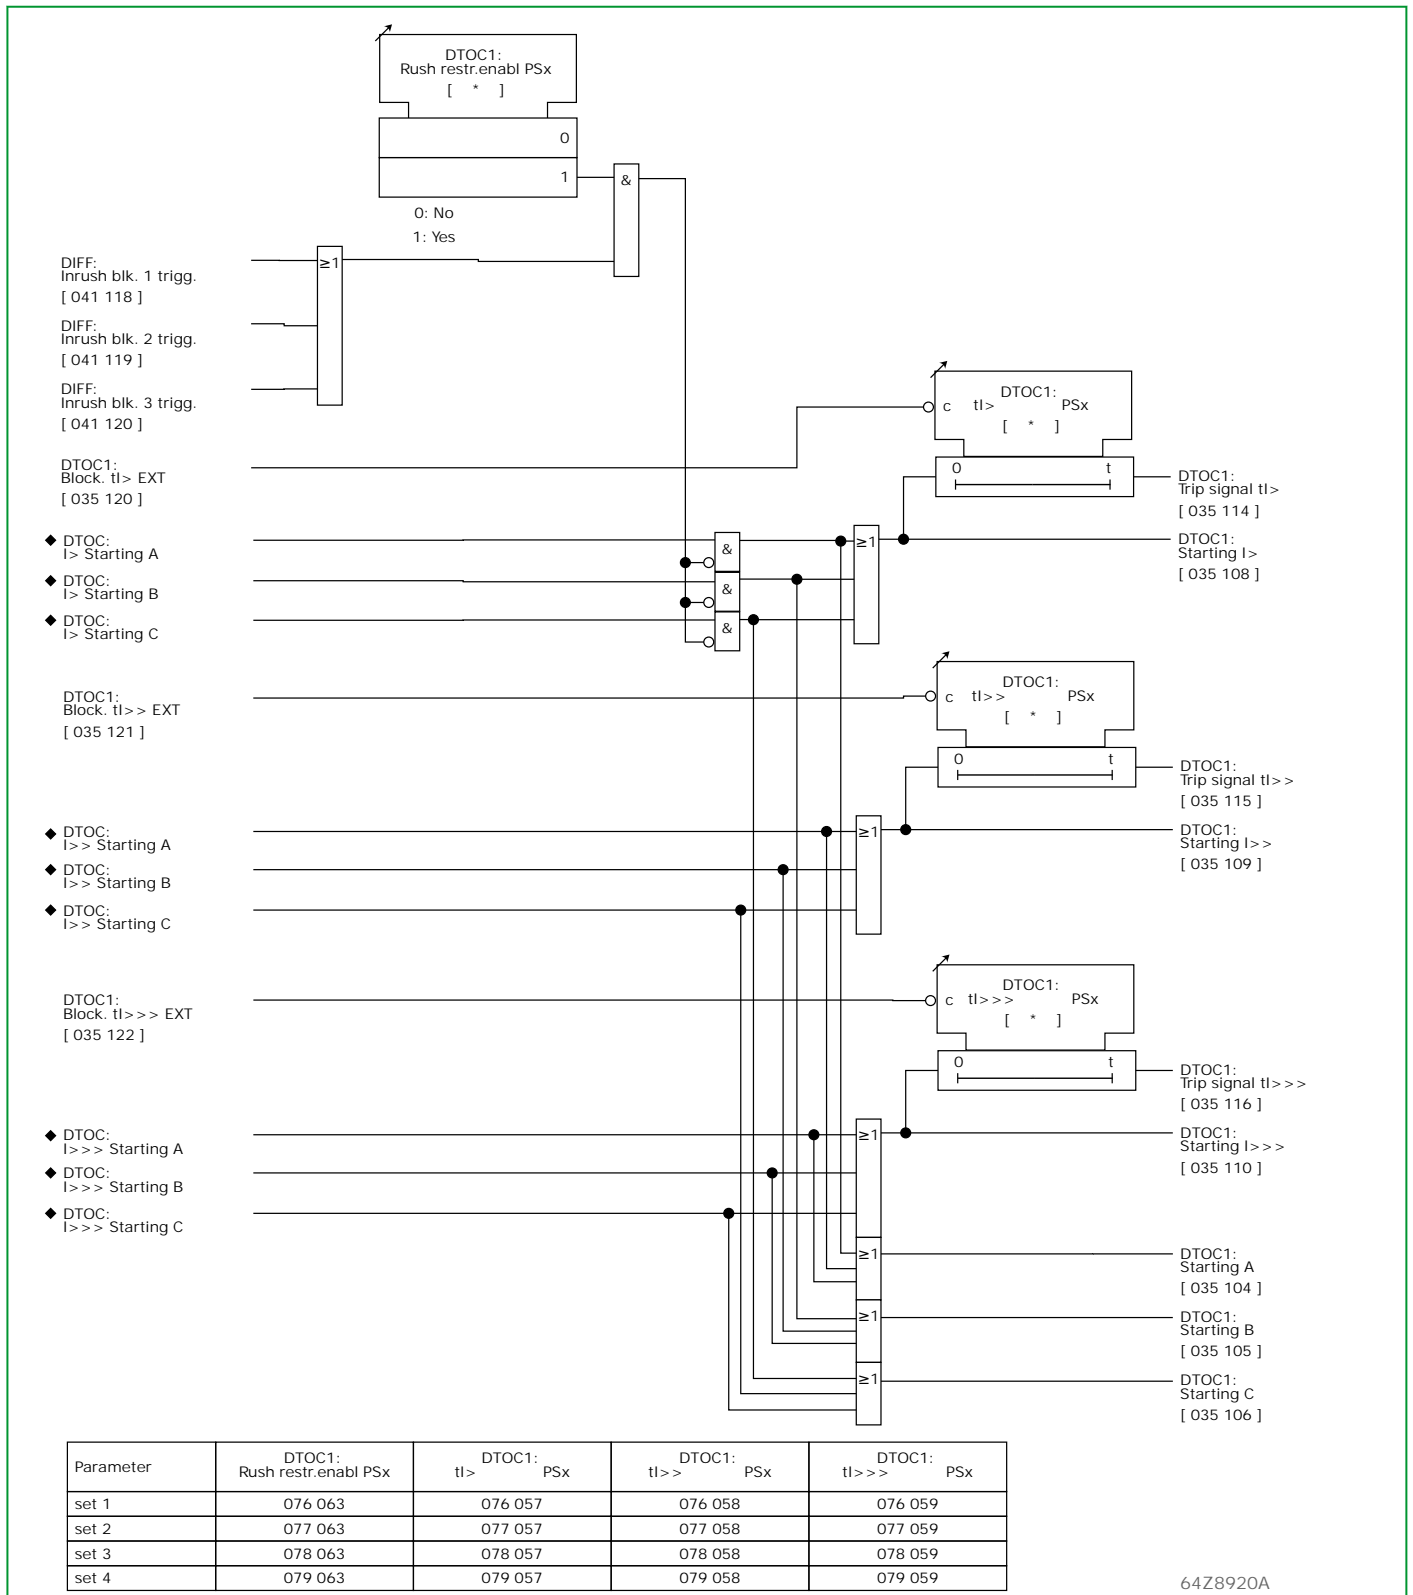 DTOC1:
Rush restr.enabl PSx
[ * ]
0
1
&
0: No
1: Yes
DIFF:
Inrush blk. 1 trigg.
[ 041 118 ]
≥1
DIFF:
Inrush blk. 2 trigg.
[ 041 119 ]
DIFF:
Inrush blk. 3 trigg.
[ 041 120 ]
DTOC1:
c tI> PSx
[ * ]
DTOC1:
Block. tI> EXT
[ 035 120 ]
0 t
DTOC1:
Trip signal tI>
[ 035 114 ]
◆ DTOC:
I> Starting A
&
≥1
DTOC1:
Starting I>
[ 035 108 ]
◆ DTOC:
I> Starting B
&
◆ DTOC:
I> Starting C
&
DTOC1:
c tI>> PSx
[ * ]
DTOC1:
Block. tI>> EXT
[ 035 121 ]
0 t
DTOC1:
Trip signal tI>>
[ 035 115 ]
◆ DTOC:
I>> Starting A
≥1
DTOC1:
Starting I>>
[ 035 109 ]
◆ DTOC:
I>> Starting B
◆ DTOC:
I>> Starting C
DTOC1:
c tI>>> PSx
[ * ]
DTOC1:
Block. tI>>> EXT
[ 035 122 ]
0 t
DTOC1:
Trip signal tI>>>
[ 035 116 ]
◆ DTOC:
I>>> Starting A
≥1
DTOC1:
Starting I>>>
[ 035 110 ]
◆ DTOC:
I>>> Starting B
◆ DTOC:
I>>> Starting C
≥1
DTOC1:
Starting A
[ 035 104 ]
≥1
DTOC1:
Starting B
[ 035 105 ]
≥1
DTOC1:
Starting C
[ 035 106 ]
Parameter
DTOC1:
Rush restr.enabl PSx
DTOC1:
tI> PSx
DTOC1:
tI>> PSx
DTOC1:
tI>>> PSx
set 1 076 063 076 057 076 058 076 059
set 2 077 063 077 057 077 058 077 059
set 3 078 063 078 057 078 058 078 059
set 4 079 063 079 057 079 058 079 059
64Z8920A